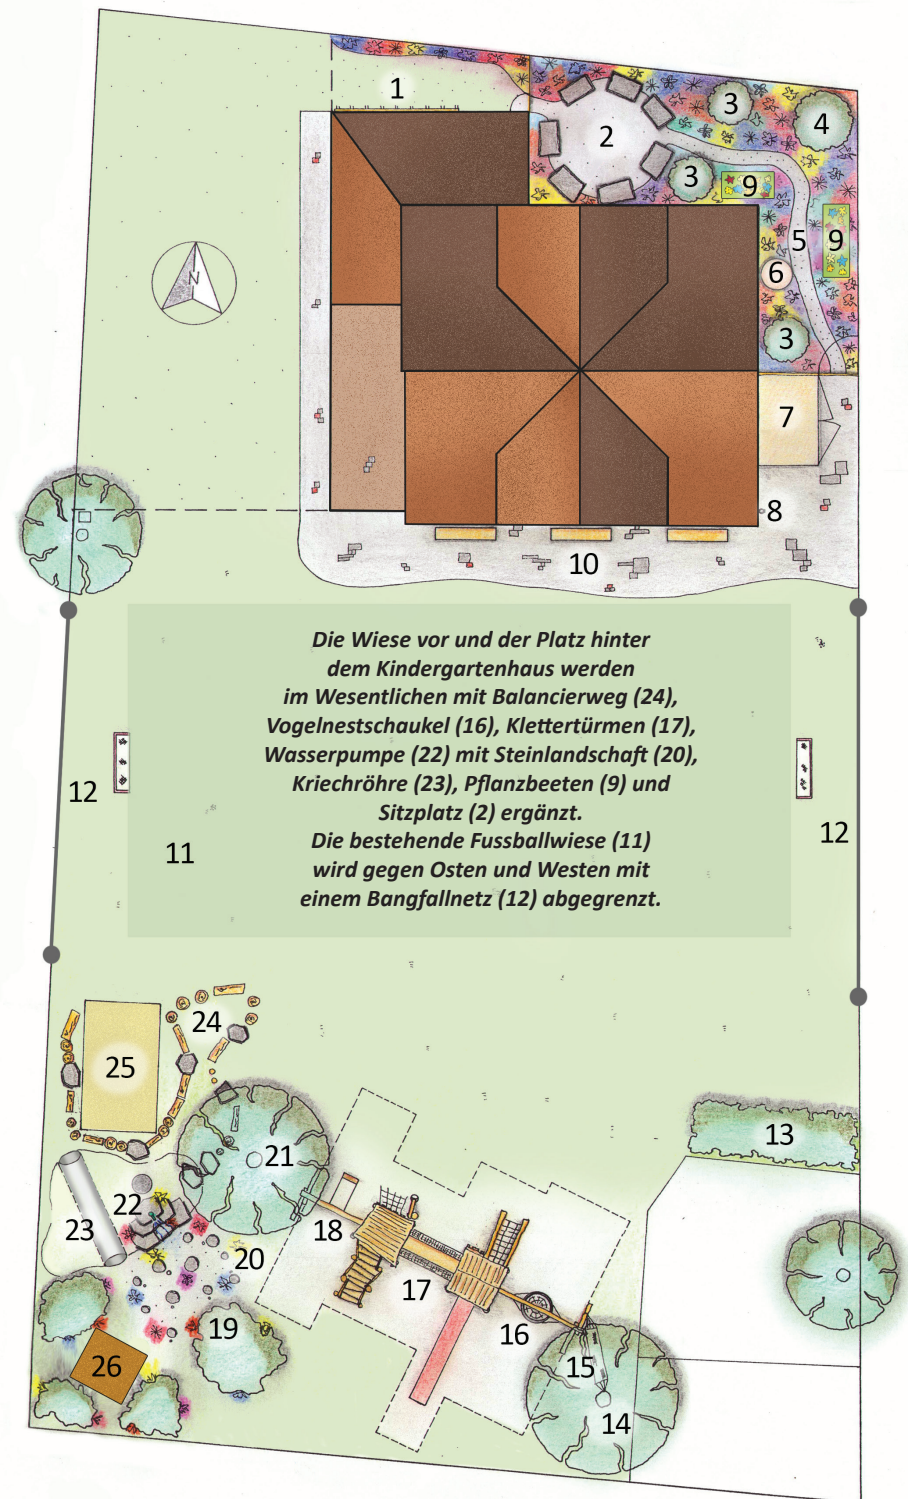 1
3
4
2
3
9
5
9
6
N
3
7
8
10
Die Wiese vor und der Platz hinter
dem Kindergartenhaus werden
im Wesentlichen mit Balancierweg (24),
Vogelnestschaukel (16), Klettertürmen (17),
Wasserpumpe (22) mit Steinlandschaft (20),
Kriechröhre (23), Pflanzbeeten (9) und
Sitzplatz (2) ergänzt.
Die bestehende Fussballwiese (11)
wird gegen Osten und Westen mit
einem Bangfallnetz (12) abgegrenzt.
12
12
11
24
25
13
21
22
23
18
20
17
19
16
15
26
14